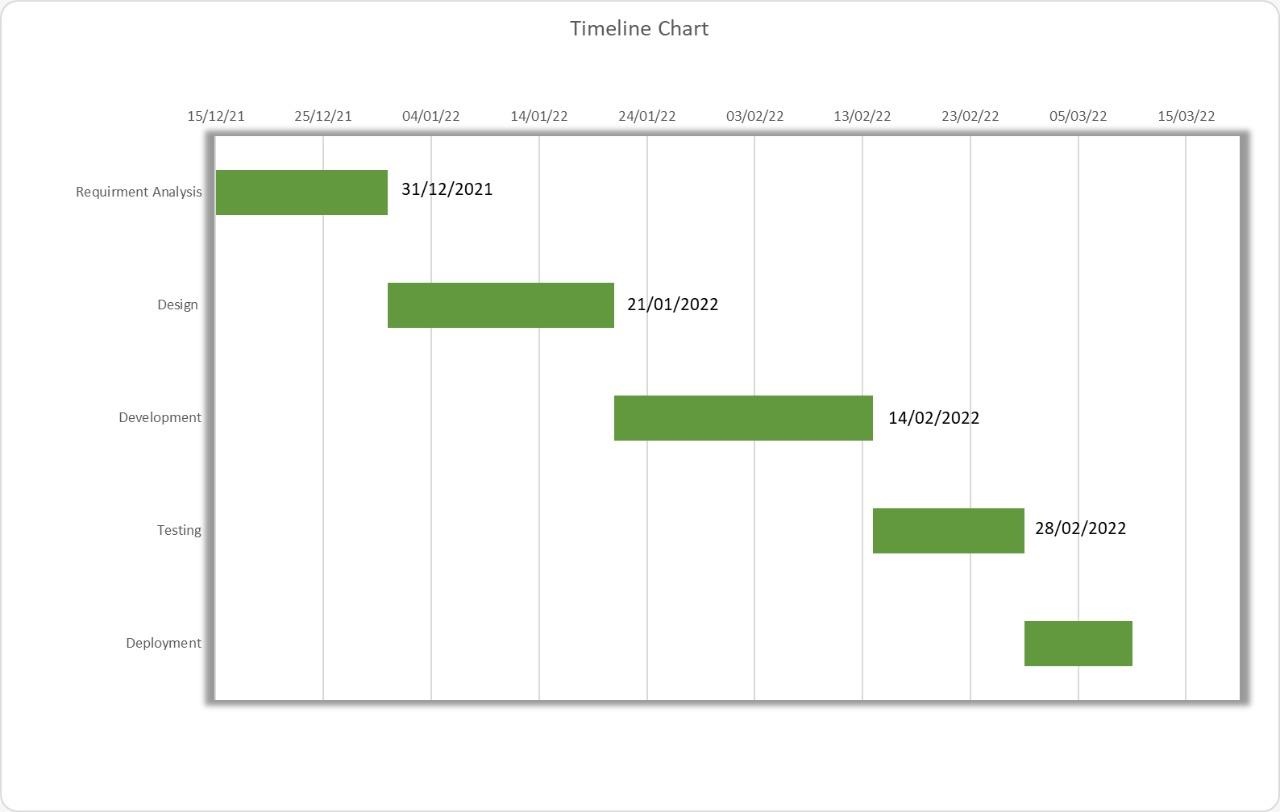 Timeline Chart
15/12/21 25/12/21 04/01/22 14/01/22 24/01/22 03/02/22 13/02/22 23/02/22 05/03/22 15/03/22
Requirment Analysis 31/12/2021
Design 21/01/2022
Development 14/02/2022
Testing 28/02/2022
Deployment